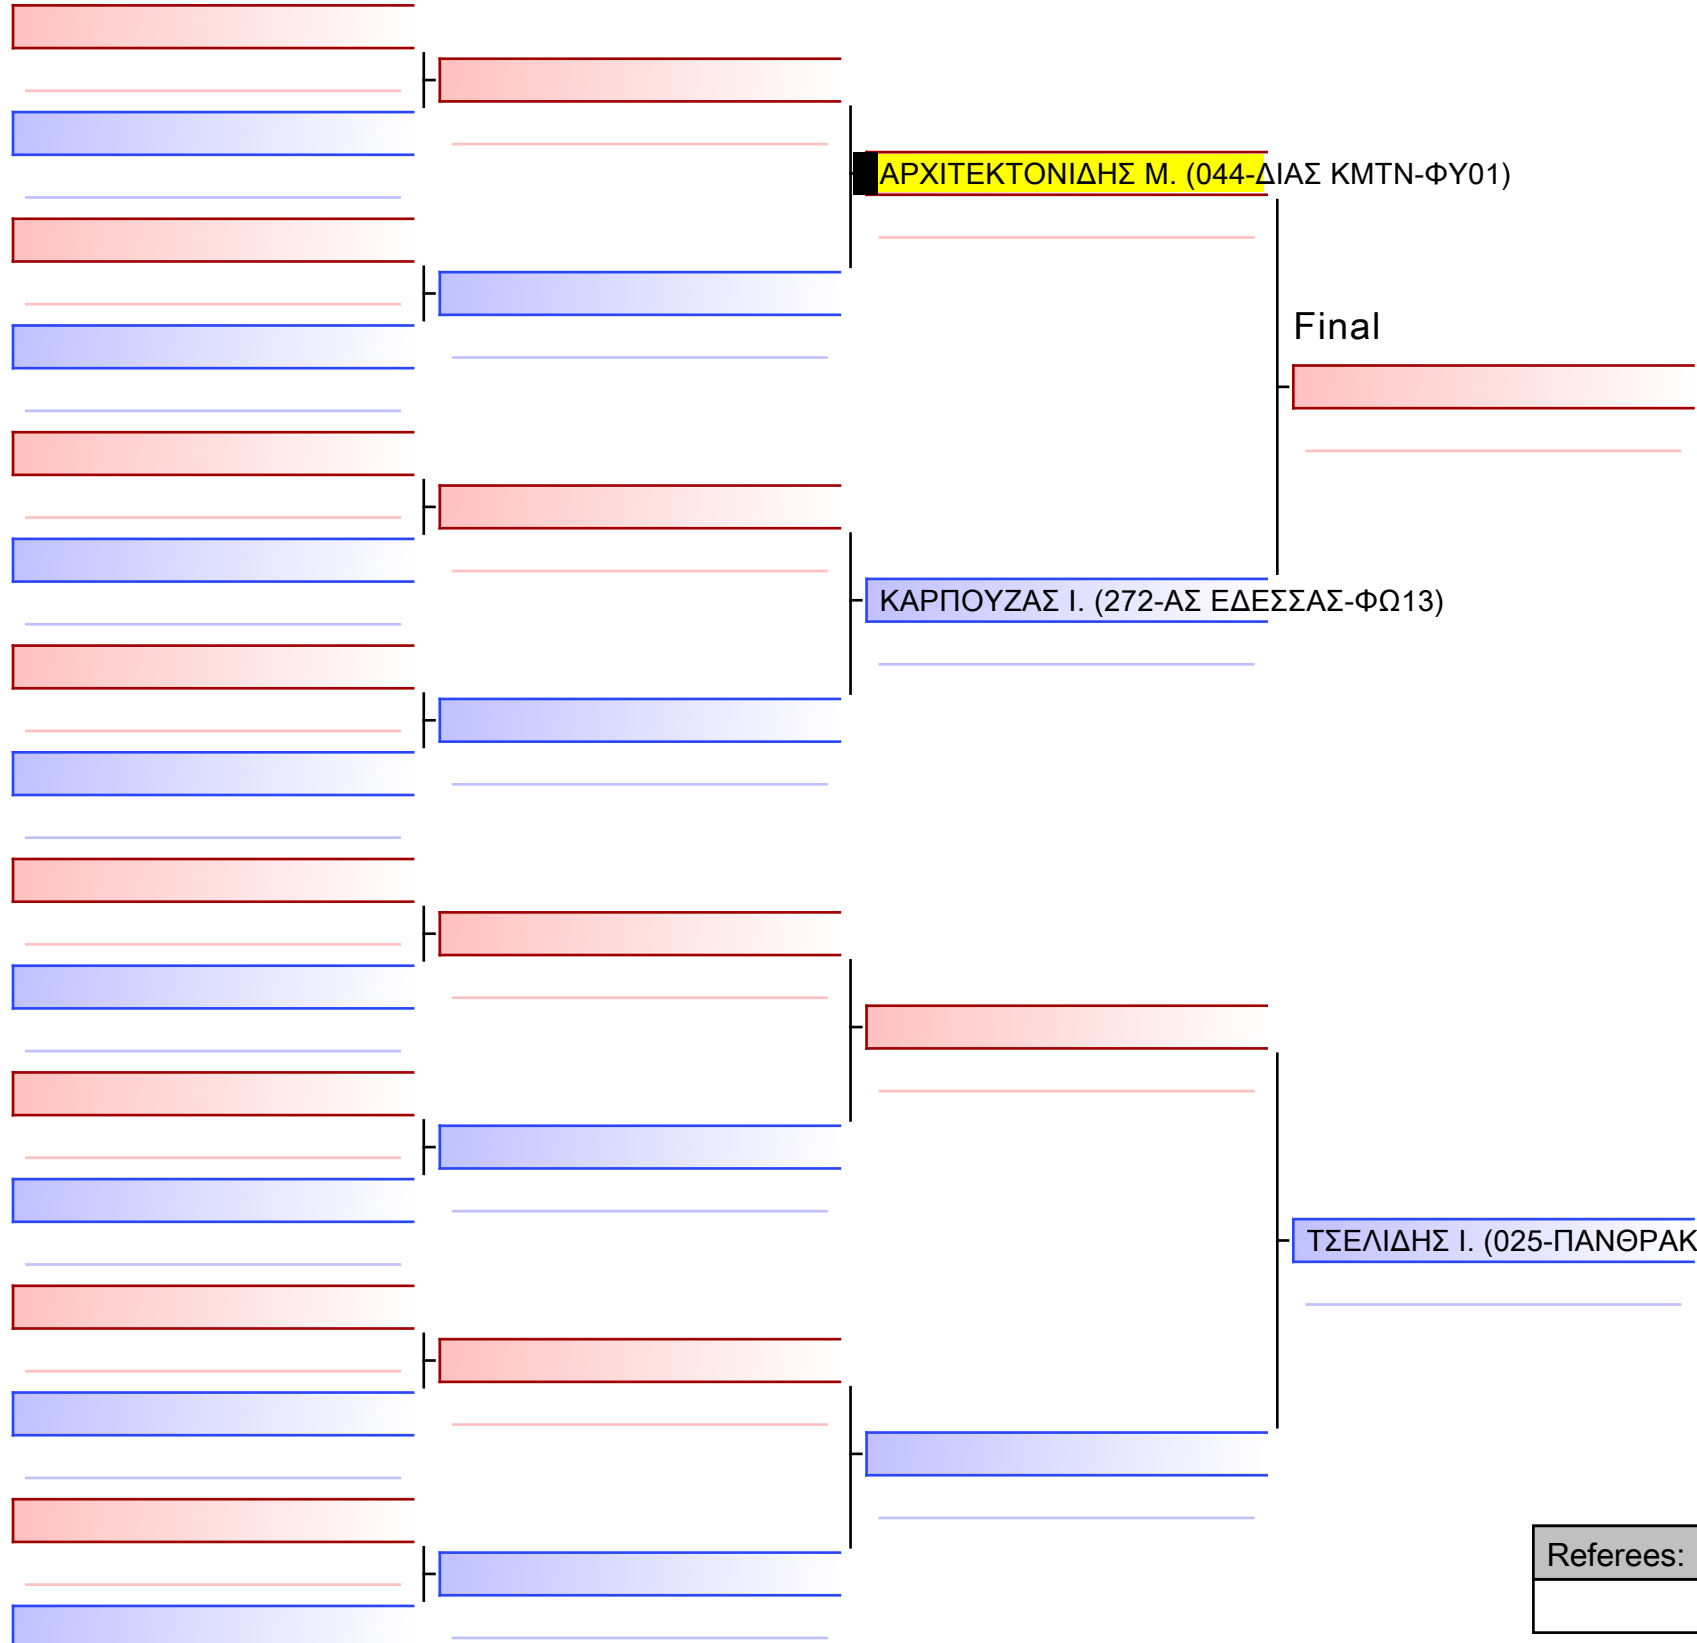 ΑΡΧΙΤΕΚΤΟΝΙΔΗΣ Μ. (044-ΔΙΑΣ ΚΜΤΝ-ΦΥ01)
Final
ΚΑΡΠΟΥΖΑΣ Ι. (272-ΑΣ ΕΔΕΣΣΑΣ-ΦΩ13)
ΤΣΕΛΙΔΗΣ Ι. (025-ΠΑΝΘΡΑΚ
Referees: